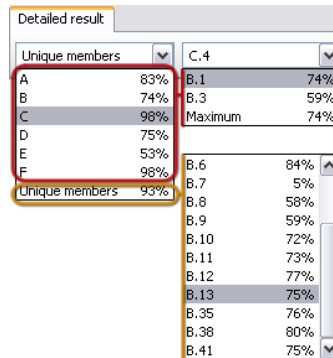 Detailed result
Unique members
C.4
A 83%
B 74%
C 98%
D 75%
E 53%
F 98%
Unique members 93%
B.1 74%
B.3 59%
Maximum 74%
B.6 84%
B.7 5%
B.8 58%
B.9 59%
B.10 72%
B.11 73%
B.12 77%
B.13 75%
B.35 76%
B.38 80%
B.41 75%